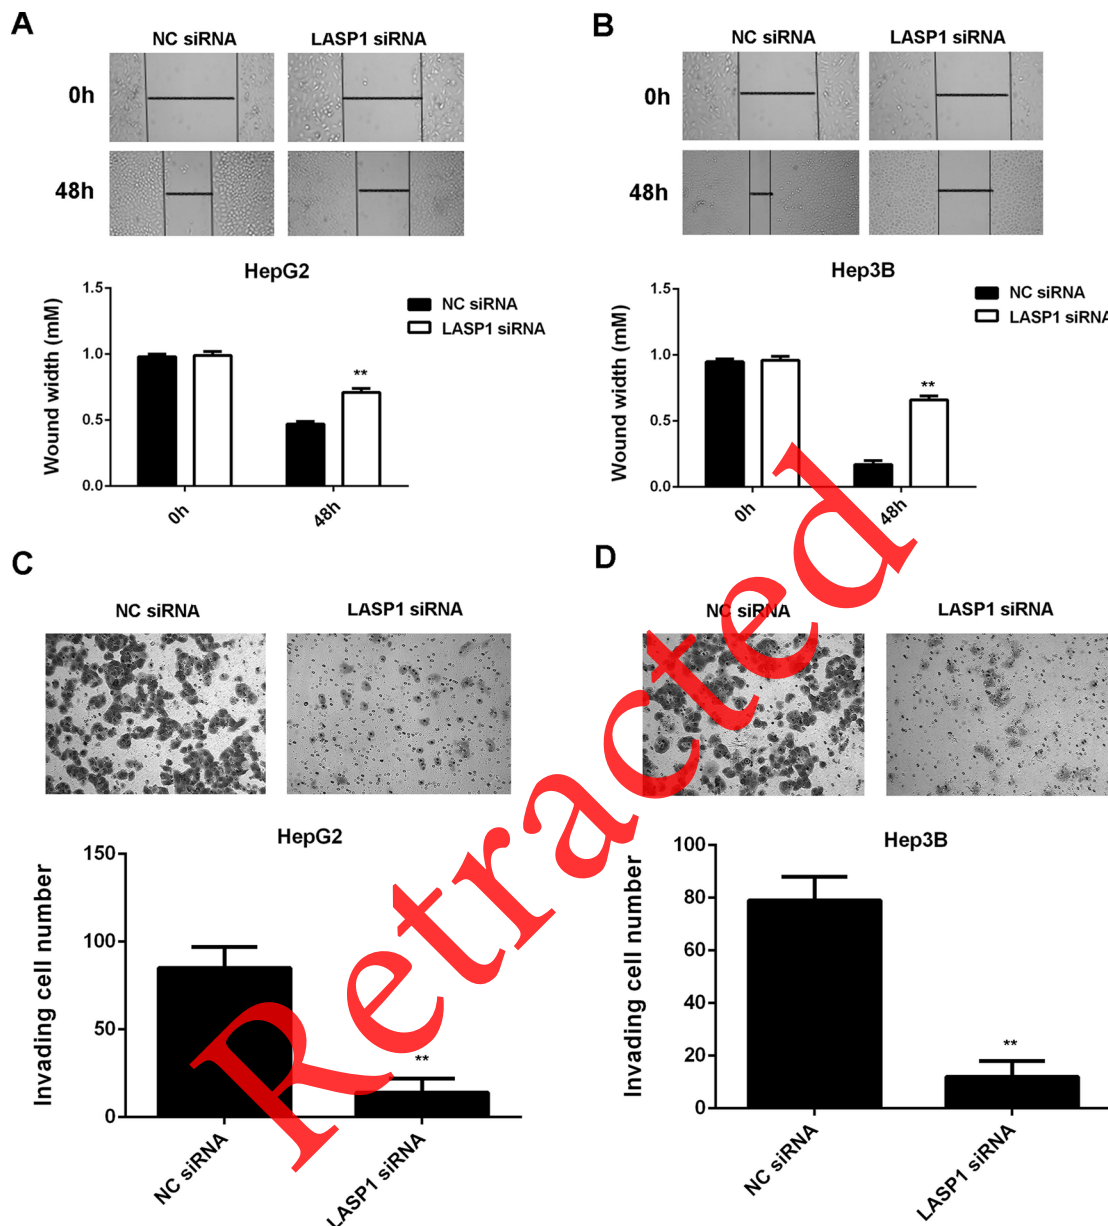 A
NC siRNA LASP1 siRNA
0h
48h
HepG2
Wound width (mM)
1.5
1.0
0.5
0.0
0h
48h
**
NC siRNA
LASP1 siRNA
B
NC siRNA LASP1 siRNA
0h
48h
Hep3B
Wound width (mM)
1.5
1.0
0.5
0.0
0h
48h
**
NC siRNA
LASP1 siRNA
C
NC siRNA LASP1 siRNA
HepG2
Invading cell number
150
100
50
0
**
NC siRNA
LASP1 siRNA
D
NC siRNA LASP1 siRNA
Hep3B
Invading cell number
100
80
60
40
20
0
**
NC siRNA
LASP1 siRNA
Retracted